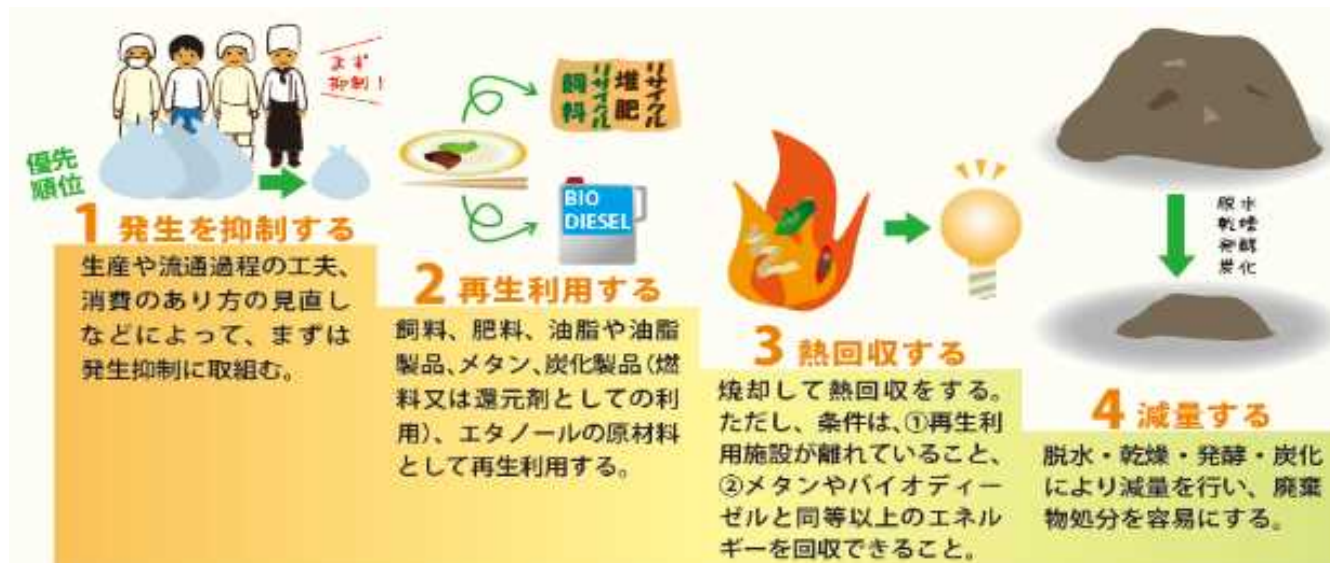 まず
抑制!
優先
順位
1 発生を抑制する
生産や流通過程の工夫、
消費のあり方の見直し
などによって、まずは
発生抑制に取組む。
リサイクル
飼料
リサイクル
堆肥
BIO
DIESEL
2 再生利用する
飼料、肥料、油脂や油脂
製品、メタン、炭化製品(燃
料又は還元剤としての利
用)、エタノールの原材料
として再生利用する。
3 熱回収する
焼却して熱回収をする。
ただし、条件は、①再生利
用施設が離れていること、
②メタンやバイオディー
ゼルと同等以上のエネル
ギーを回収できること。
脱水
乾燥
発酵
炭化
4 減量する
脱水・乾燥・発酵・炭化
により減量を行い、廃棄
物処分を容易にする。